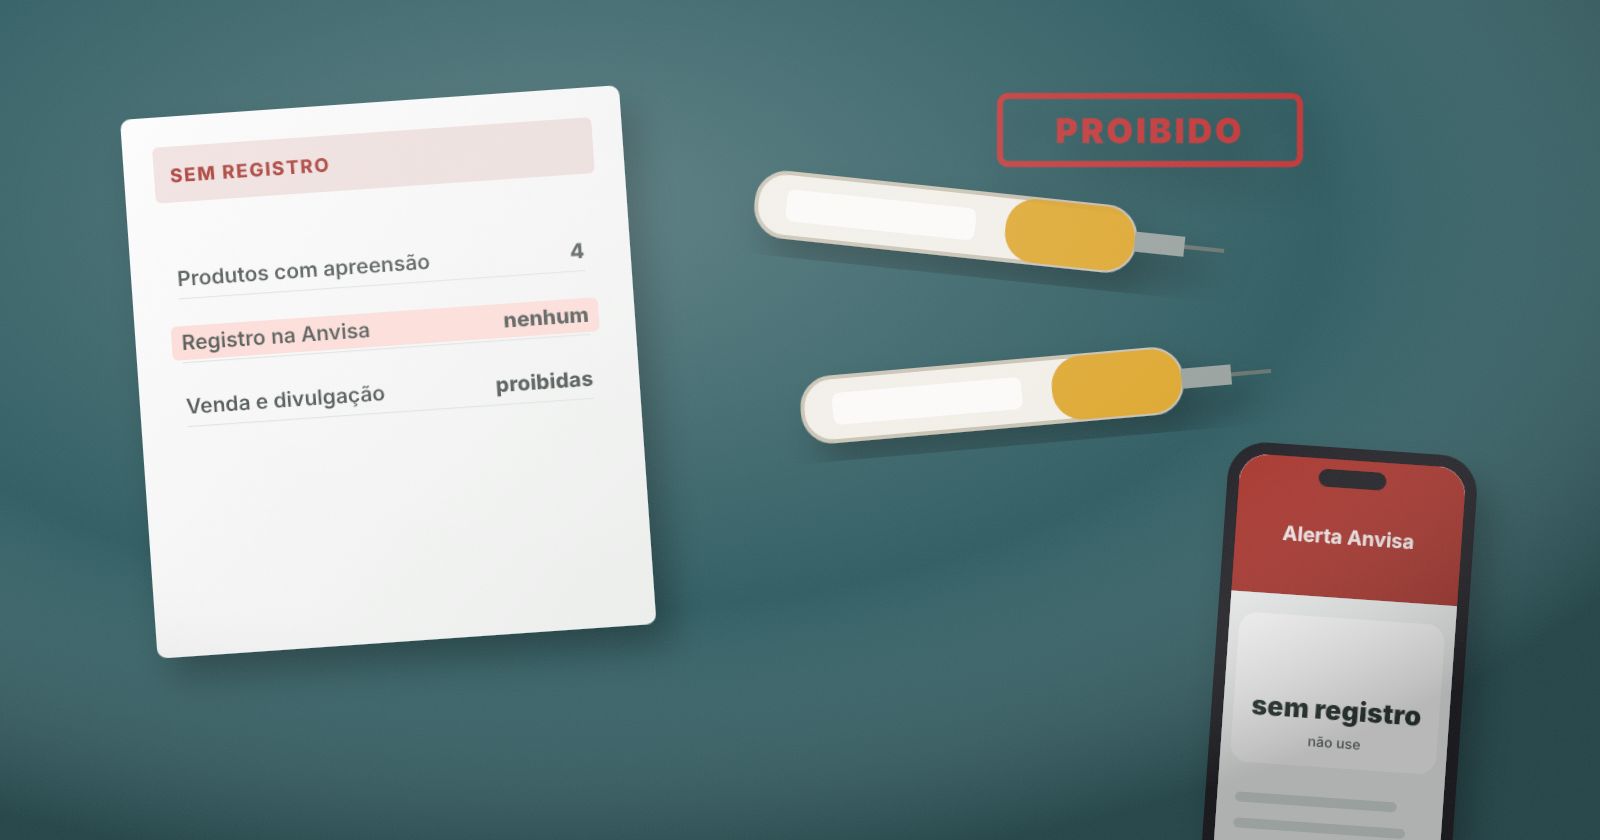 SEM REGISTRO
Produtos com apreensão 4
Registro na Anvisa nenhum
Venda e divulgação proibidas
PROIBIDO
Alerta Anvisa
sem registro
não use